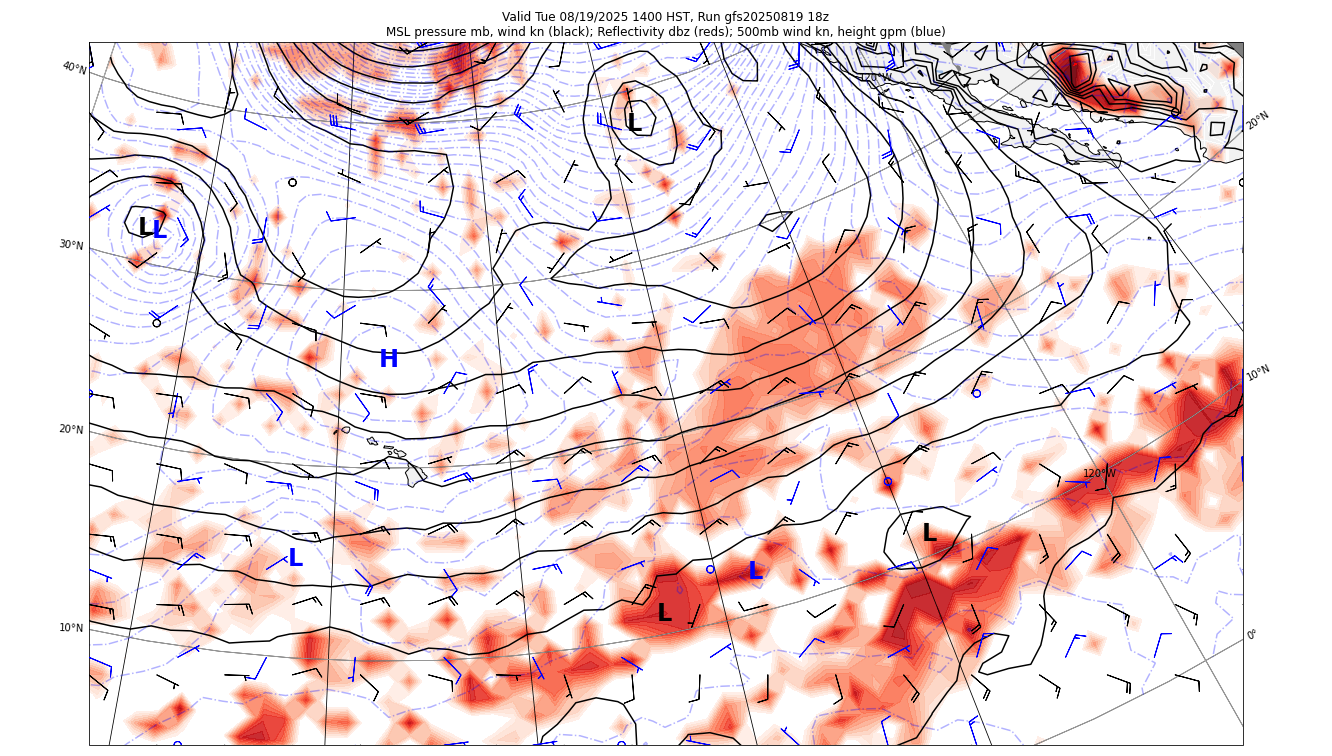 Valid Tue 08/19/2025 1400 HST, Run gfs20250819 18z
MSL pressure mb, wind kn (black); Reflectivity dbz (reds); 500mb wind kn, height gpm (blue)
40°N
120°W
20°N
L
L
L
30°N
H
10°N
20°N
120°W
L
L
L
L
10°N
0°